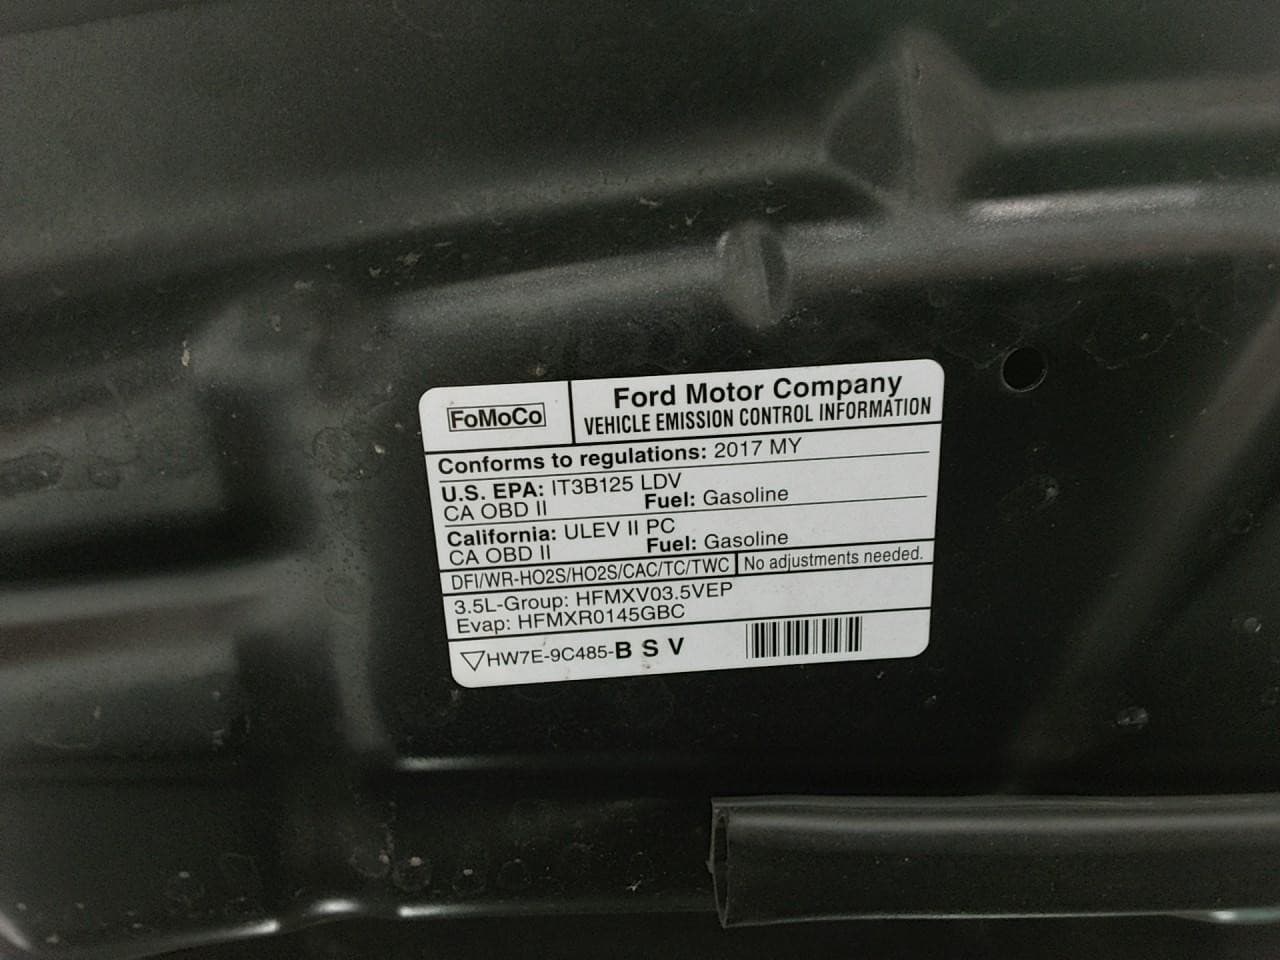 FoMoCo
Ford Motor Company
VEHICLE EMISSION CONTROL INFORMATION
Conforms to regulations: 2017 MY
U.S. EPA: IT3B125 LDV
CA OBD II Fuel: Gasoline
California: ULEV II PC
CA OBD II Fuel: Gasoline
DFI/WR-HO2S/HO2S/CAC/TC/TWC No adjustments needed.
3.5L-Group: HFMXV03.5VEP
Evap: HFMXR0145GBC
HW7E-9C485-B S V